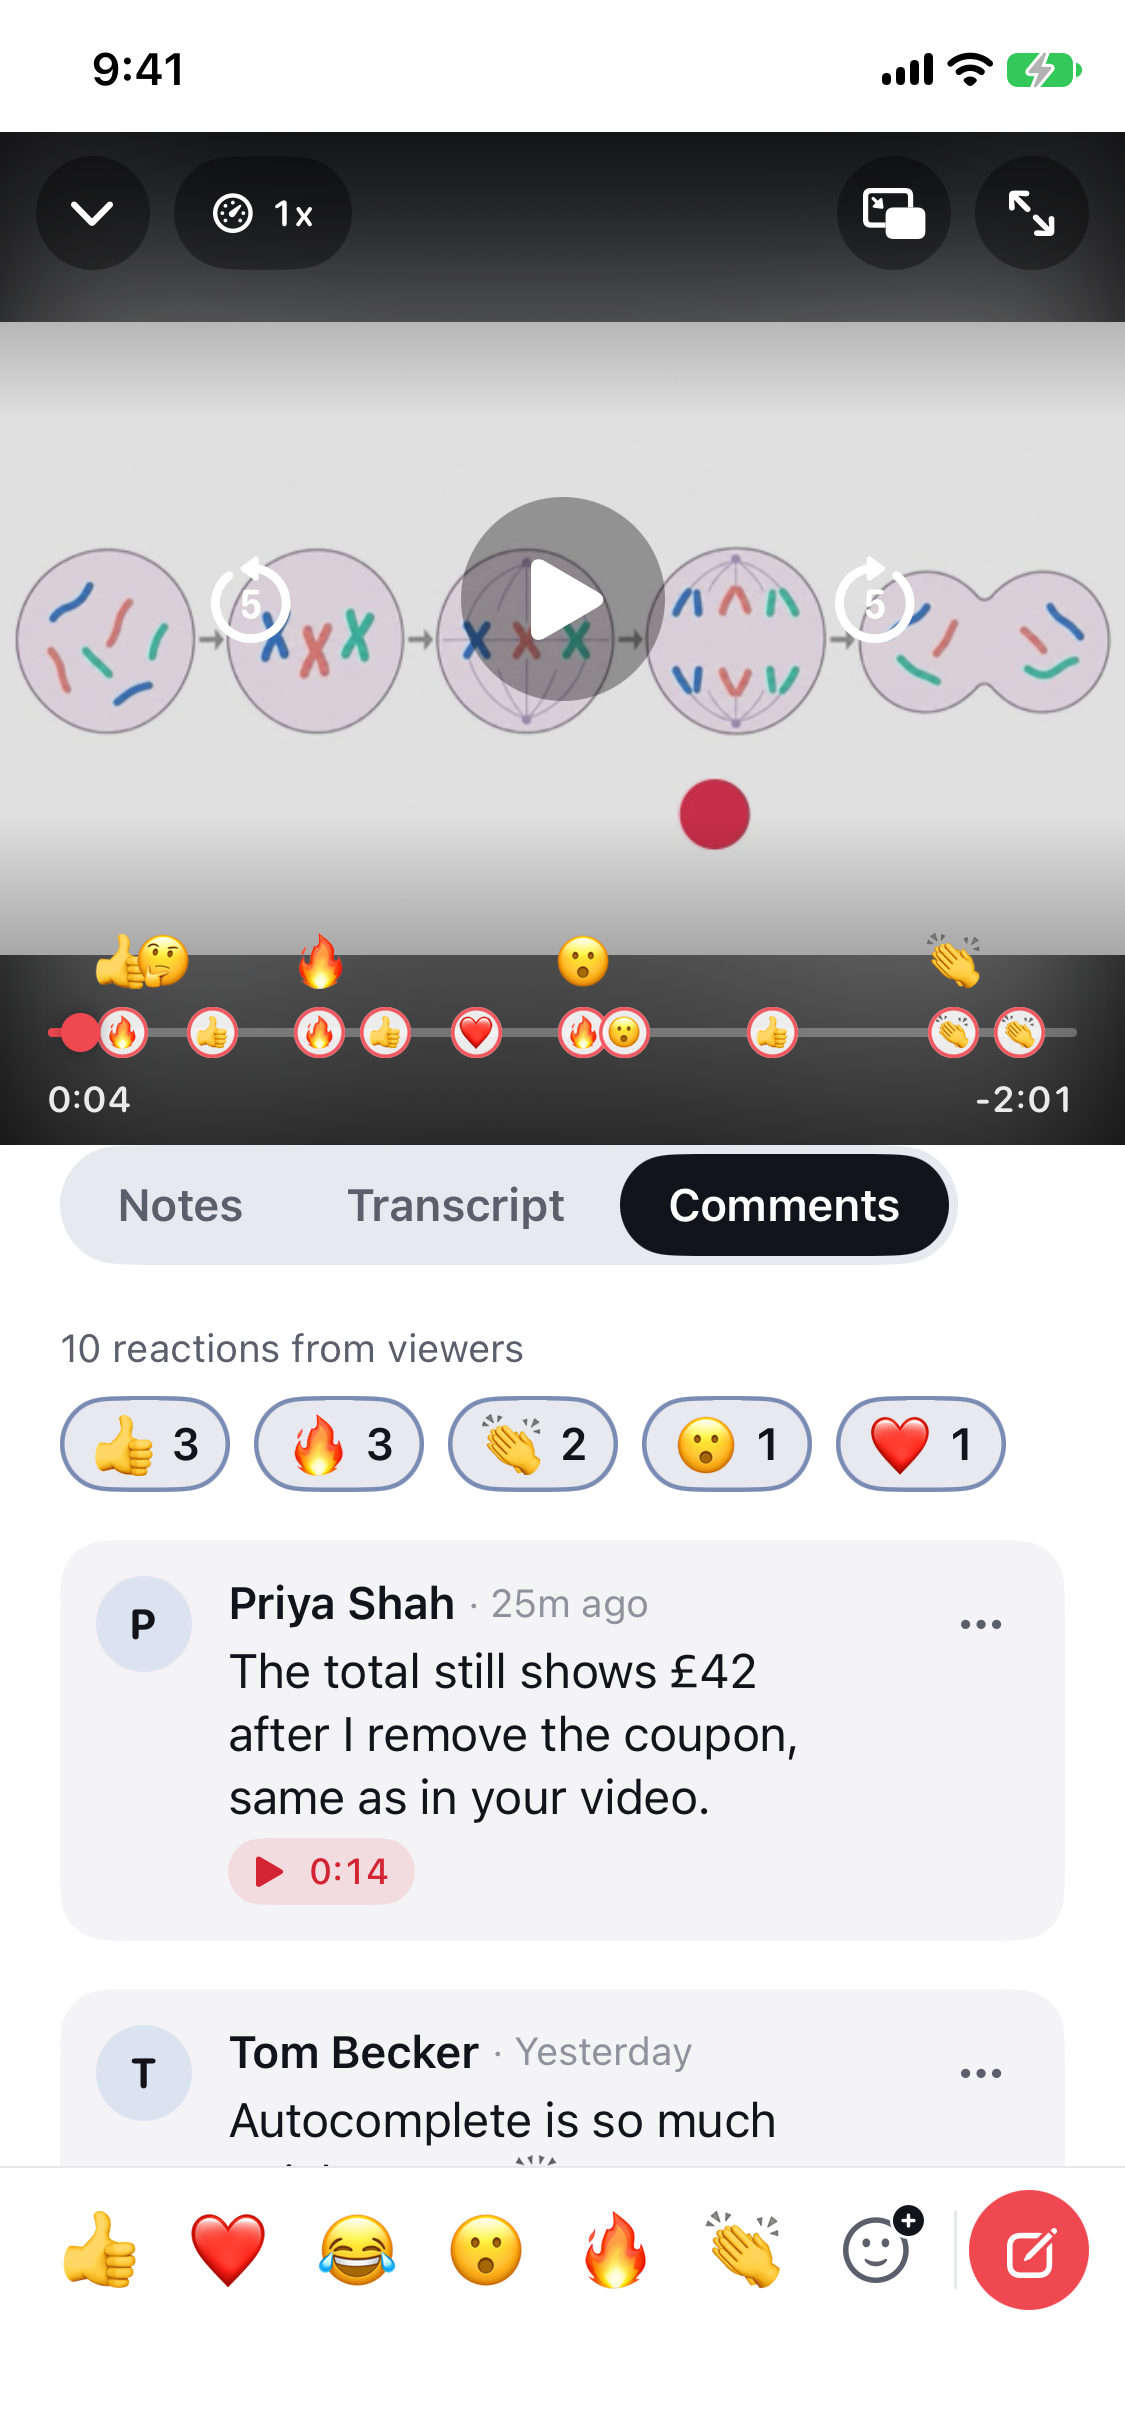 9:41
1x
5
5
0:04
-2:01
Notes
Transcript
Comments
10 reactions from viewers
3
3
2
1
1
P
Priya Shah · 25m ago
The total still shows £42
after I remove the coupon,
same as in your video.
0:14
T
Tom Becker · Yesterday
Autocomplete is so much